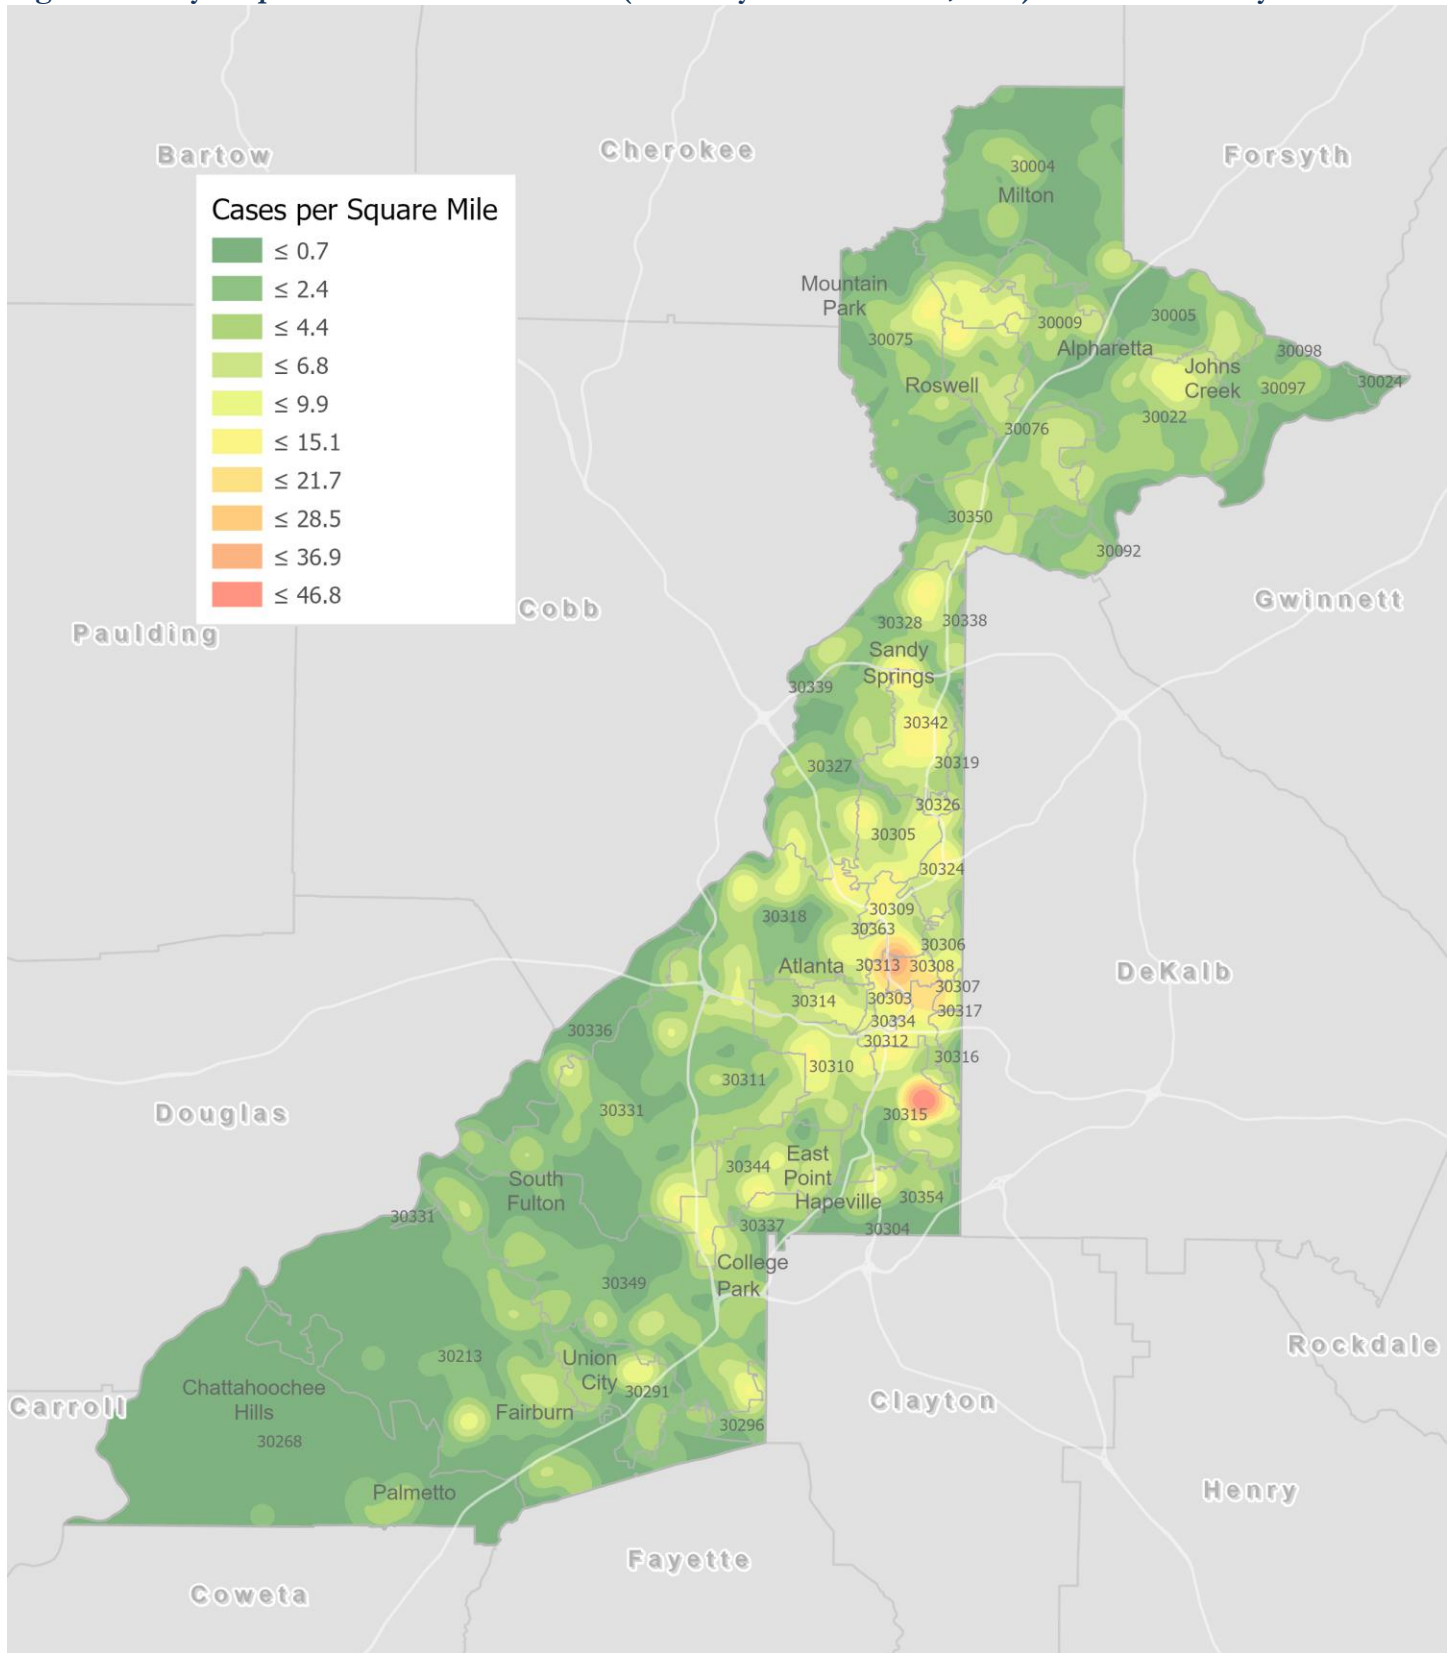 Bartow
Cherokee
Forsyth
Cases per Square Mile
≤ 0.7
≤ 2.4
≤ 4.4
≤ 6.8
≤ 9.9
≤ 15.1
≤ 21.7
≤ 28.5
≤ 36.9
≤ 46.8
30004
Milton
Mountain
Park
30075
30009
30005
Alpharetta
Johns
Creek
30098
30097
30024
Roswell
30022
30076
30350
30092
Gwinnett
Cobb
Paulding
30328
30338
Sandy
Springs
30339
30342
30319
30327
30326
30305
30324
30309
30318
30363
30306
Atlanta
30313
30308
DeKalb
30307
30314
30303
30317
30334
30336
30312
30316
30310
30311
Douglas
30331
30315
East
Point
30344
South
Fulton
Hapeville
30354
30331
30337
30304
College
Park
30349
Rockdale
30213
Union
City
30291
Chattahoochee
Hills
30268
Carroll
Fairburn
30296
Clayton
Palmetto
Henry
Fayette
Coweta